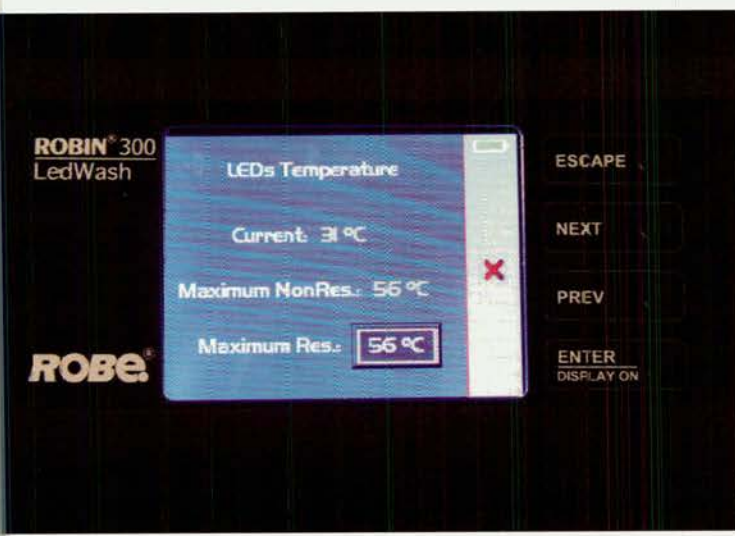 ROBIN® 300
LedWash
LEDs Temperature
Current: 31 °C
Maximum NonRes.: 56 °C
Maximum Res.: 56 °C
ROBE®
ESCAPE
NEXT
PREV
ENTER
DISPLAY ON